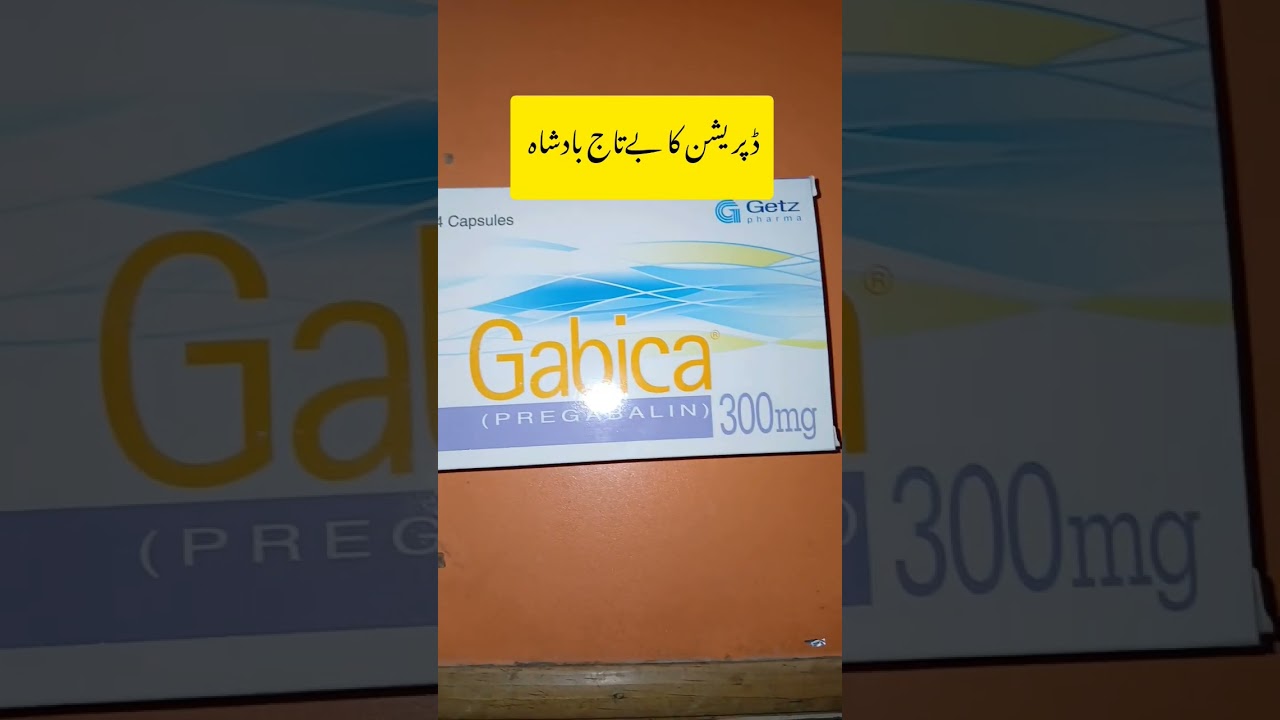 ڈپریشن کا بے تاج بادشاہ
4 Capsules
Getz
pharma
Gabica®
(PREGABALIN) 300mg